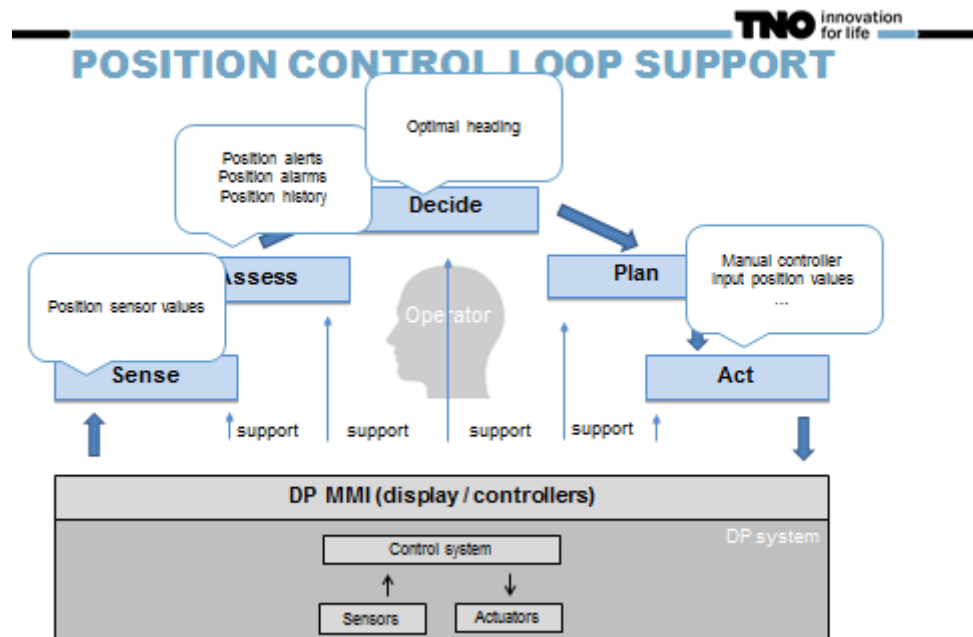 TNO innovation
for life
POSITION CONTROL LOOP SUPPORT
Optimal heading
Position alerts
Position alarms
Position history
Decide
Manual controller
Input position values
...
Assess
Plan
Position sensor values
Operator
Sense
Act
support
support
support
support
DP MMI (display / controllers)
DP system
Control system
Sensors
Actuators